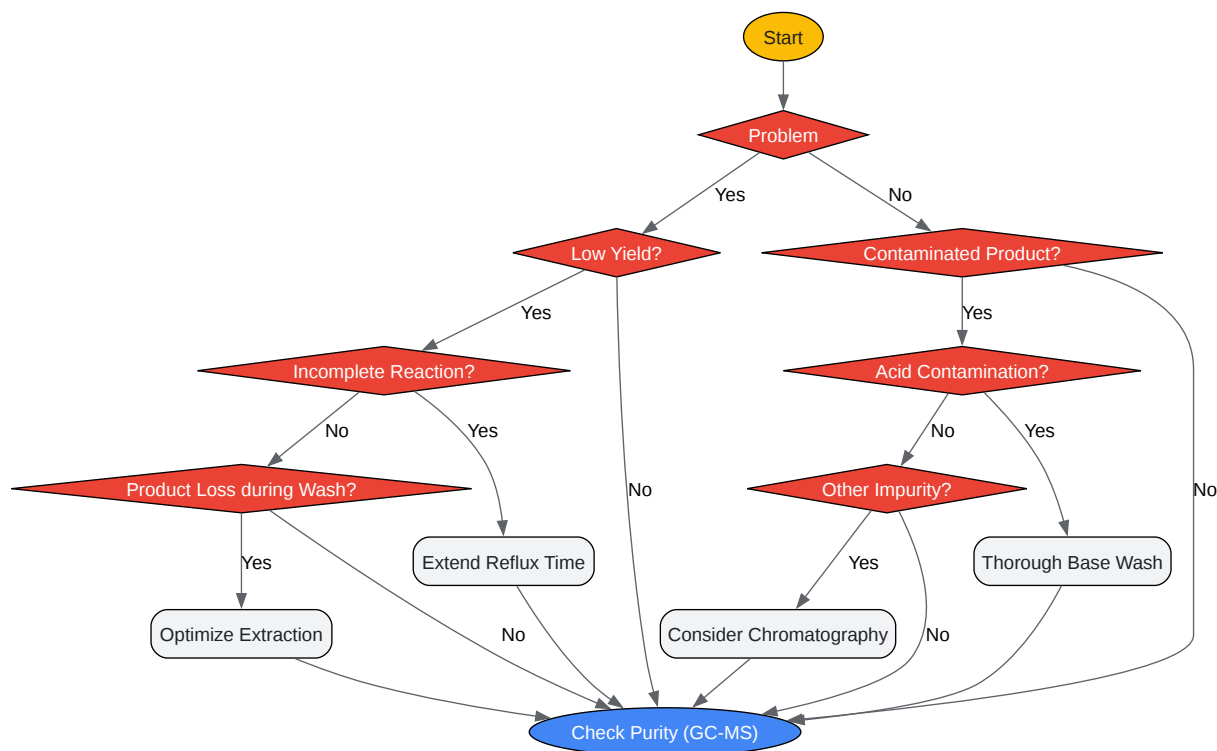 Start
Problem
Yes
No
Low Yield?
Contaminated Product?
Yes
Yes
Incomplete Reaction?
Acid Contamination?
No
Yes
No
Yes
Product Loss during Wash?
No
Other Impurity?
No
Yes
Extend Reflux Time
Yes
Thorough Base Wash
Optimize Extraction
No
Consider Chromatography
No
Check Purity (GC-MS)